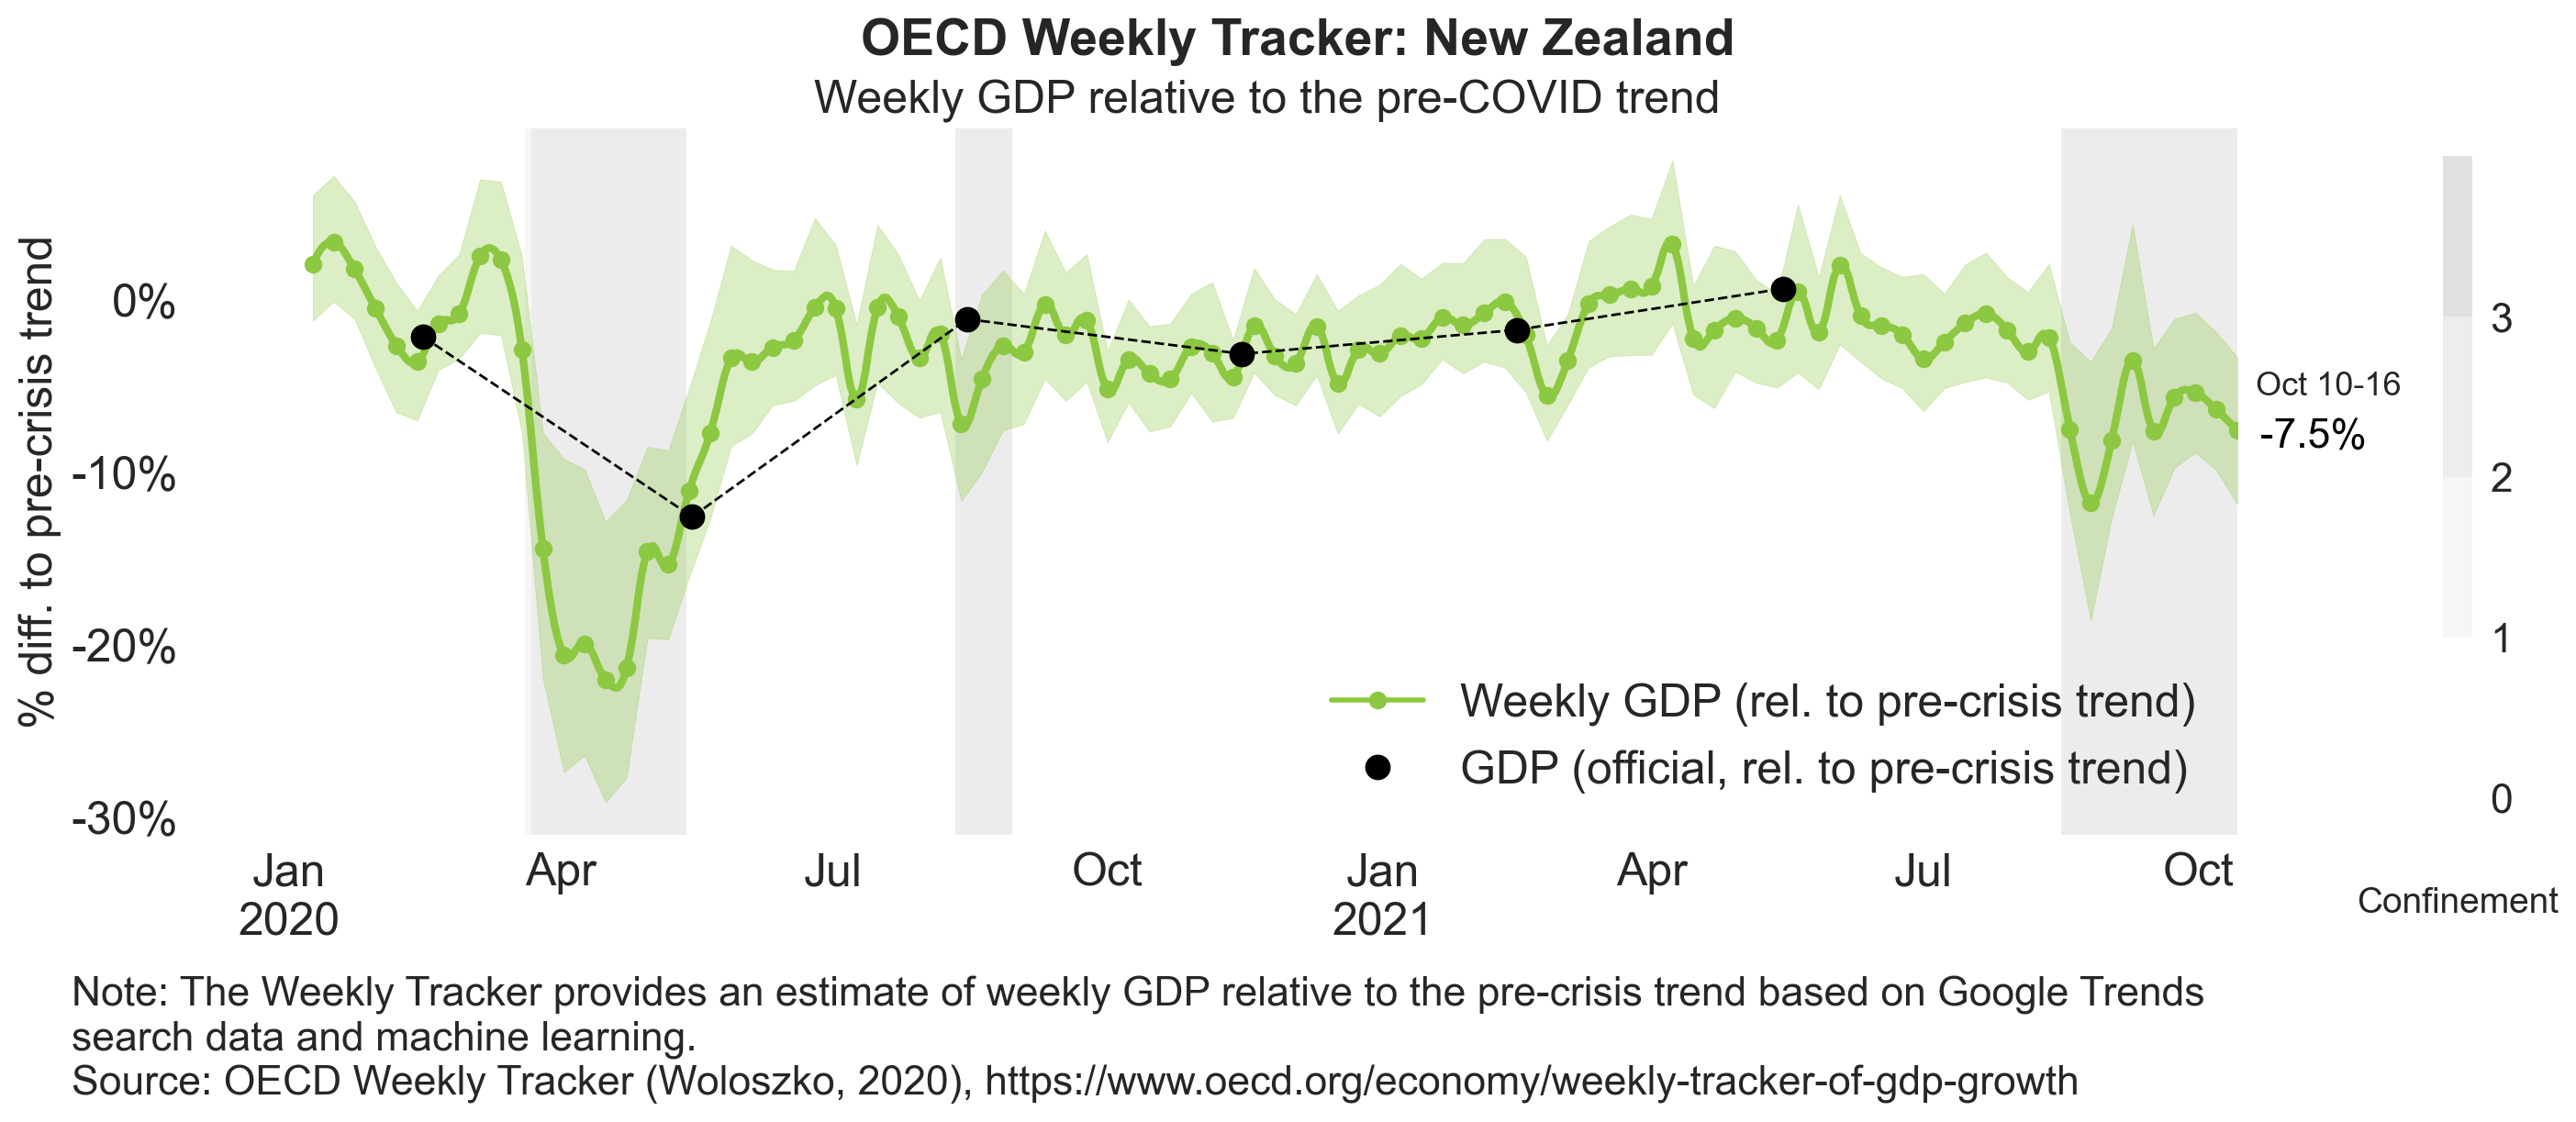 OECD Weekly Tracker: New Zealand
Weekly GDP relative to the pre-COVID trend
% diff. to pre-crisis trend
0%
-10%
-20%
-30%
Jan
2020
Apr
Jul
Oct
Jan
2021
Apr
Jul
Oct
Oct 10-16
-7.5%
Weekly GDP (rel. to pre-crisis trend)
GDP (official, rel. to pre-crisis trend)
3
2
1
0
Confinement
Note: The Weekly Tracker provides an estimate of weekly GDP relative to the pre-crisis trend based on Google Trends
search data and machine learning.
Source: OECD Weekly Tracker (Woloszko, 2020), https://www.oecd.org/economy/weekly-tracker-of-gdp-growth